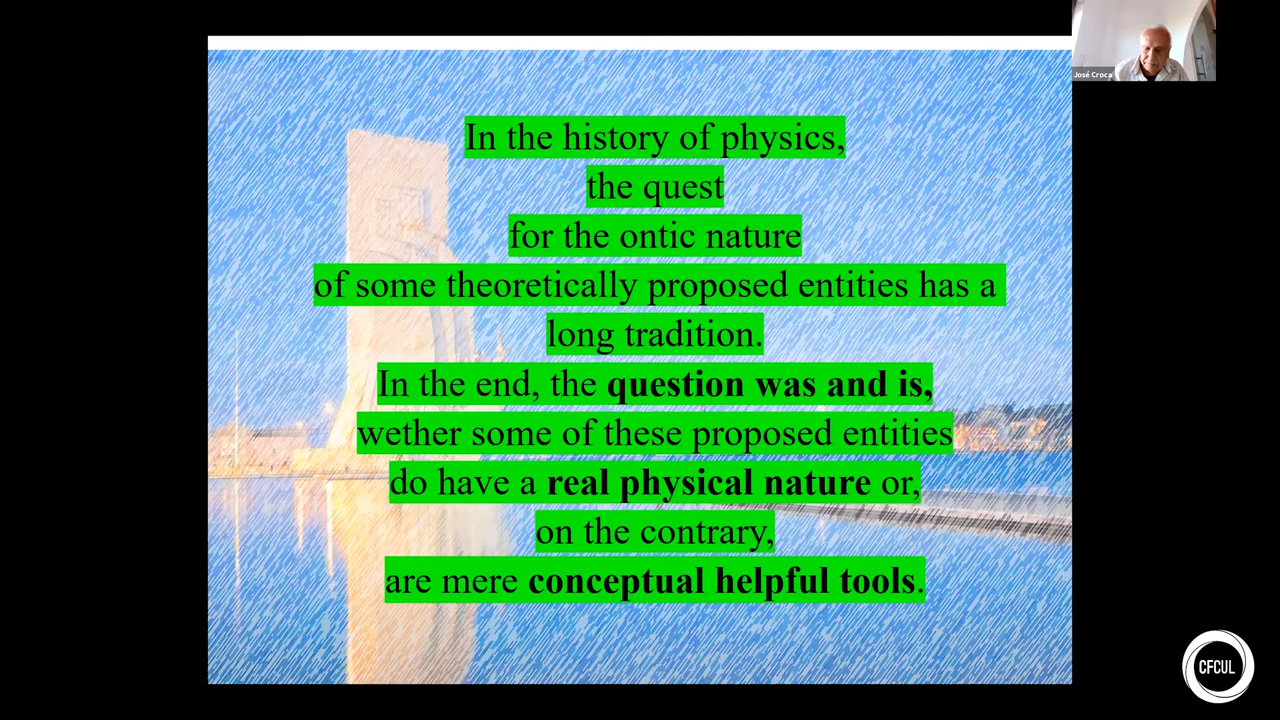 José Croca
In the history of physics,
the quest
for the ontic nature
of some theoretically proposed entities has a
long tradition.
In the end, the question was and is,
wether some of these proposed entities
do have a real physical nature or,
on the contrary,
are mere conceptual helpful tools.
CFCUL